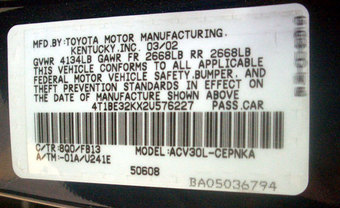 MFD.BY:TOYOTA MOTOR MANUFACTURING.
KENTUCKY,INC. 03/02
GVWR 4134LB GAWR FR 2668LB RR 2668LB
THIS VEHICLE CONFORMS TO ALL APPLICABLE
FEDERAL MOTOR VEHICLE SAFETY,BUMPER, AND
THEFT PREVENTION STANDARDS IN EFFECT ON
THE DATE OF MANUFACTURE SHOWN ABOVE
4T1BE32KX2U576227 PASS.CAR
C/TR:8Q0/FB13 MODEL:ACV30L-CEPNKA
A/TM:-01A/U241E
50608
BA05036794